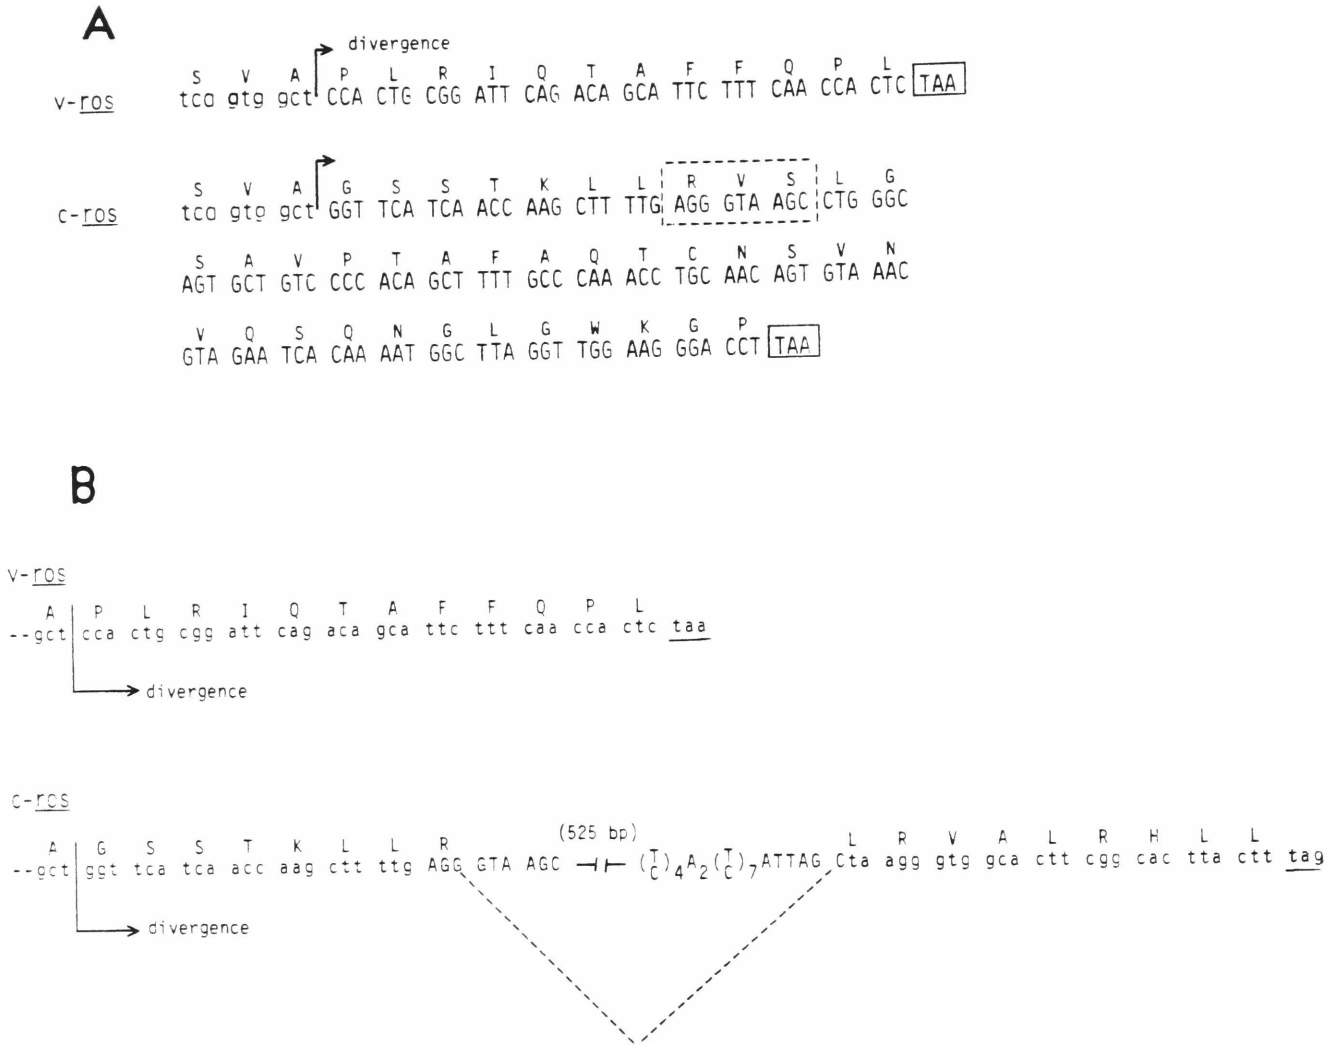 A
divergence
S V A P L R I Q T A F F Q P L
v-ros tca gtg gct CCA CTG CGG ATT CAG ACA GCA TTC TTT CAA CCA CTC TAA
S V A G S S T K L L R V S L G
c-ros tca gtg gct GGT TCA TCA ACC AAG CTT TTG AGG GTA AGC CTG GGC
S A V P T A F A Q T C N S V N
AGT GCT GTC CCC ACA GCT TTT GCC CAA ACC TGC AAC AGT GTA AAC
V Q S Q N G L G W K G P
GTA GAA TCA CAA AAT GGC TTA GGT TGG AAG GGA CCT TAA
B
v-ros
A P L R I Q T A F F Q P L
--gct cca ctg cgg att cag aca gca ttc ttt caa cca ctc taa
divergence
c-ros
(525 bp)
A G S S T K L L R L R V A L R H L L
--gct ggt tca tca acc aag ctt ttg AGG GTA AGC (T/C)4A2(T/C)7ATTAG Cta agg gtg gca ctt cgg cac tta ctt tag
divergence